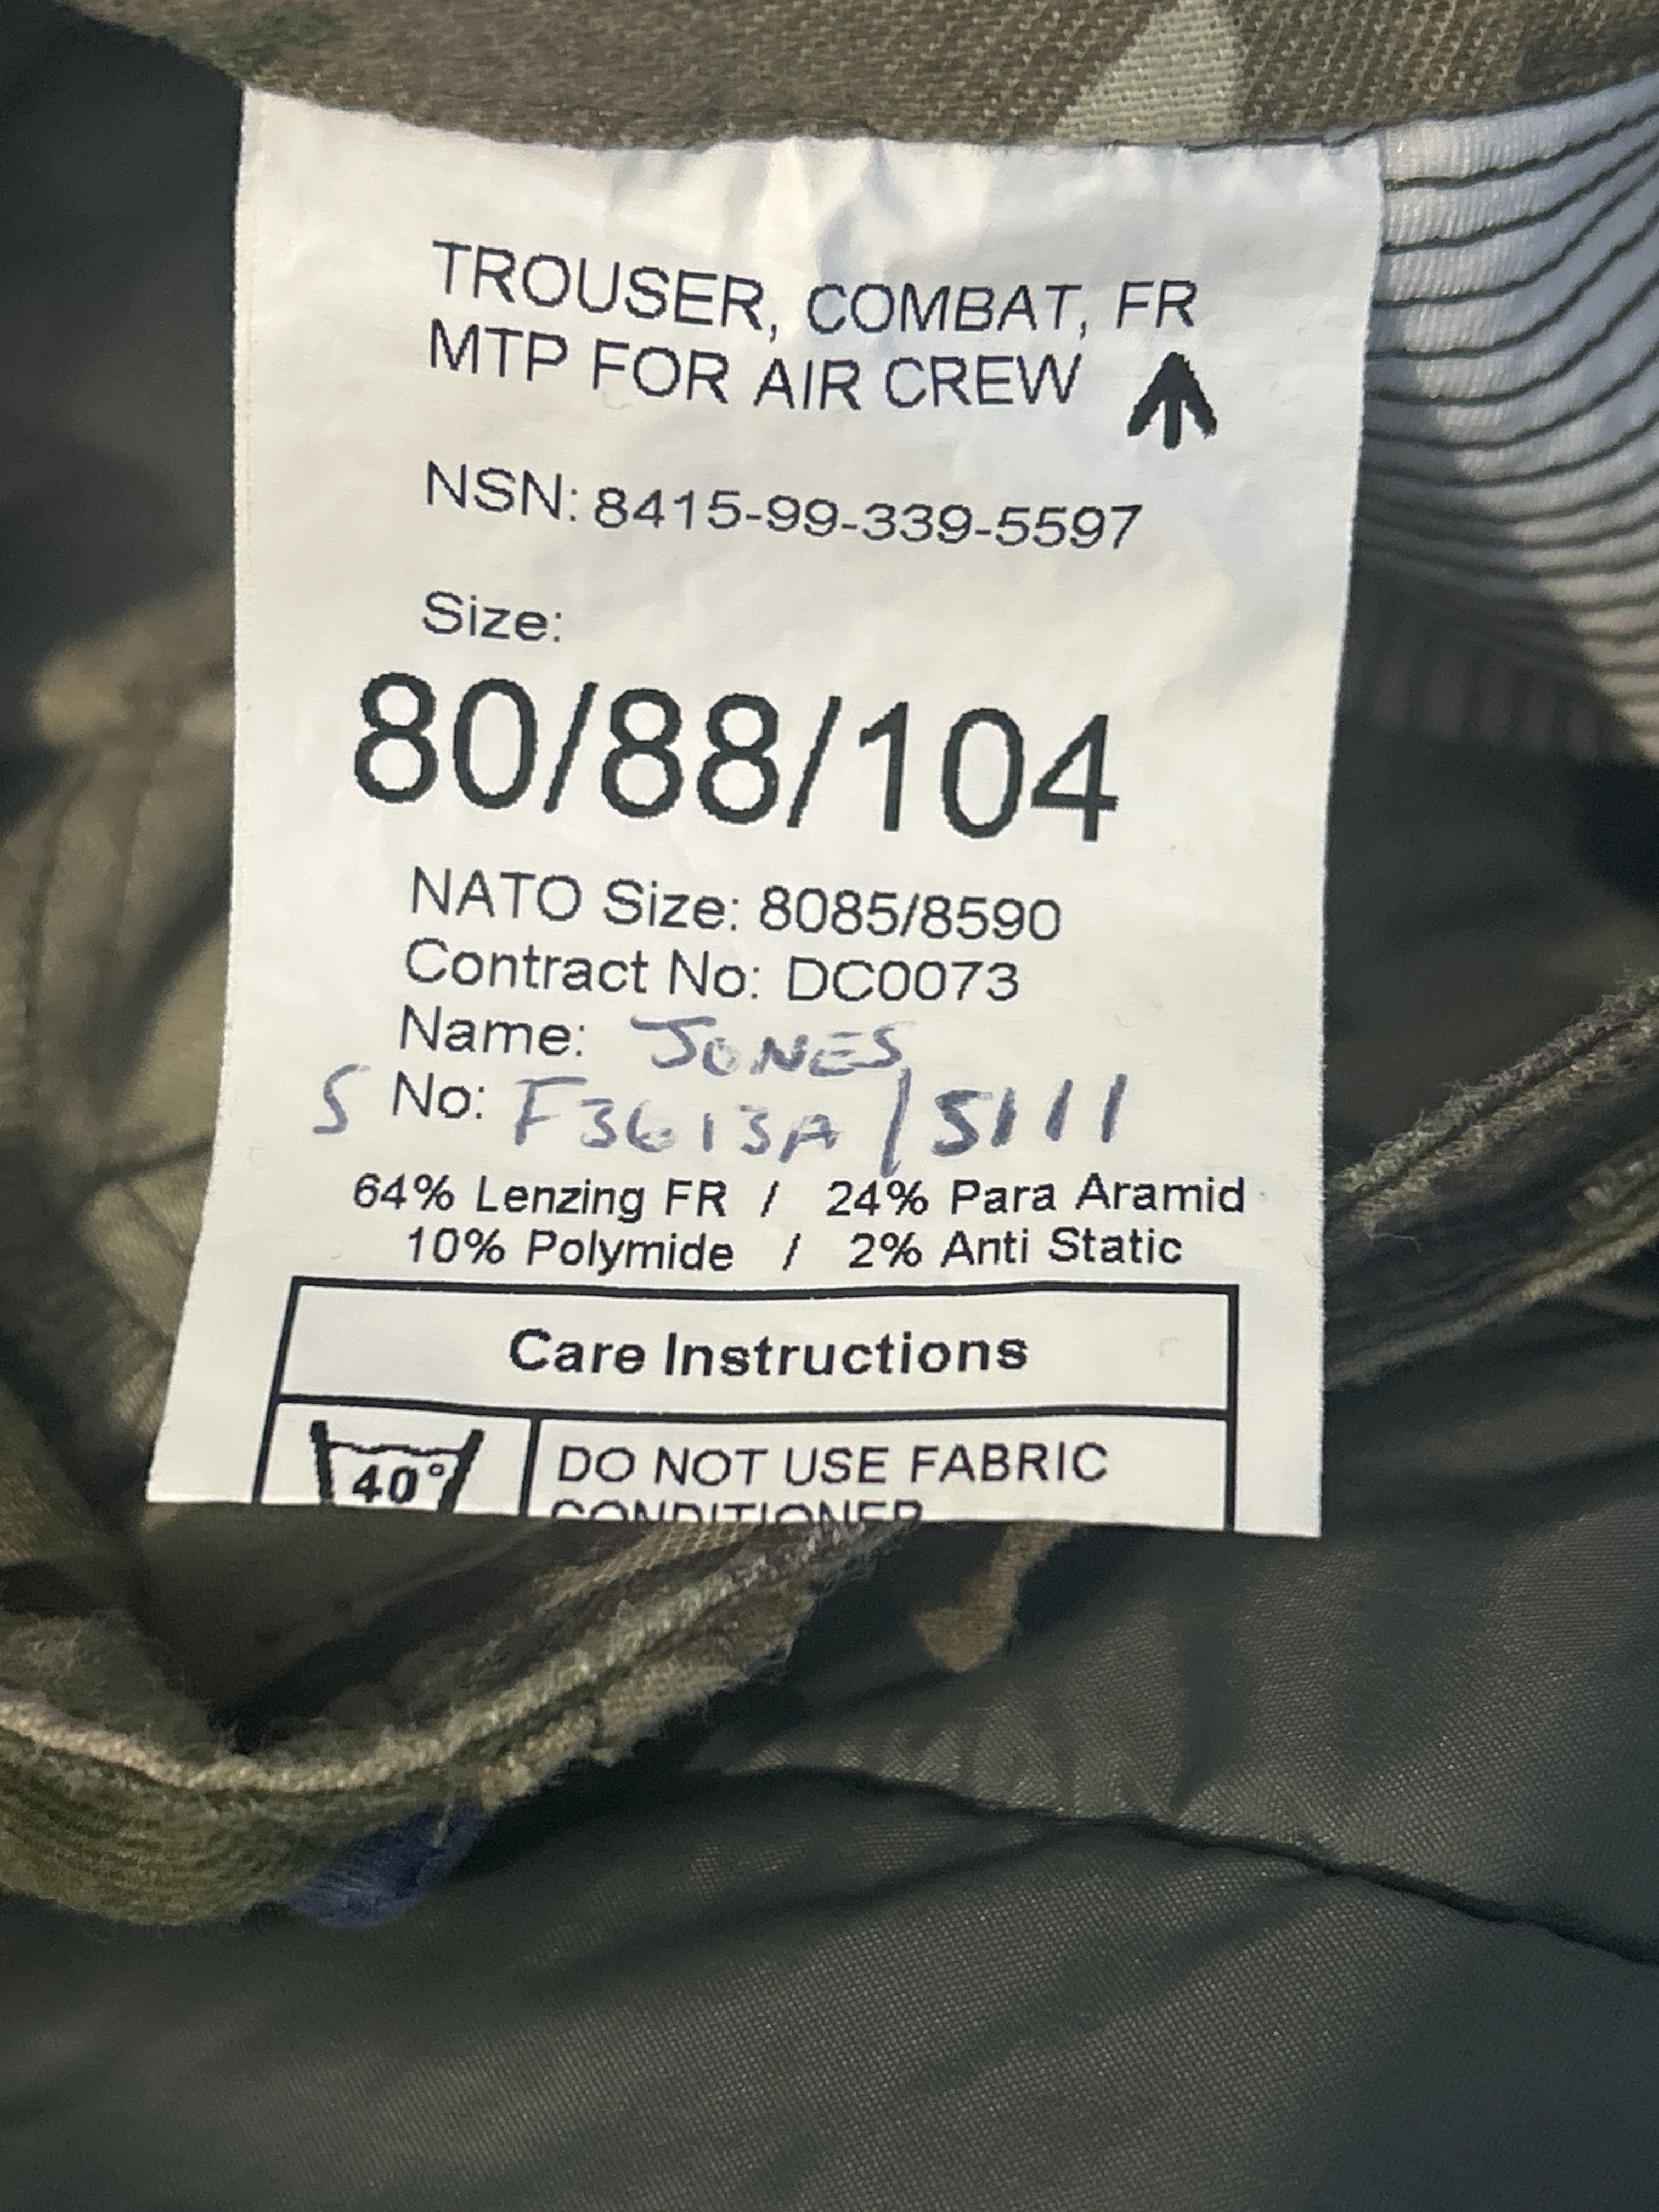 TROUSER, COMBAT, FR
MTP FOR AIR CREW
NSN: 8415-99-339-5597
Size:
80/88/104
NATO Size: 8085/8590
Contract No: DC0073
Name: JONES
S No: F3613A/5111
64% Lenzing FR / 24% Para Aramid
10% Polymide / 2% Anti Static
Care Instructions
40° DO NOT USE FABRIC
CONDITIONER